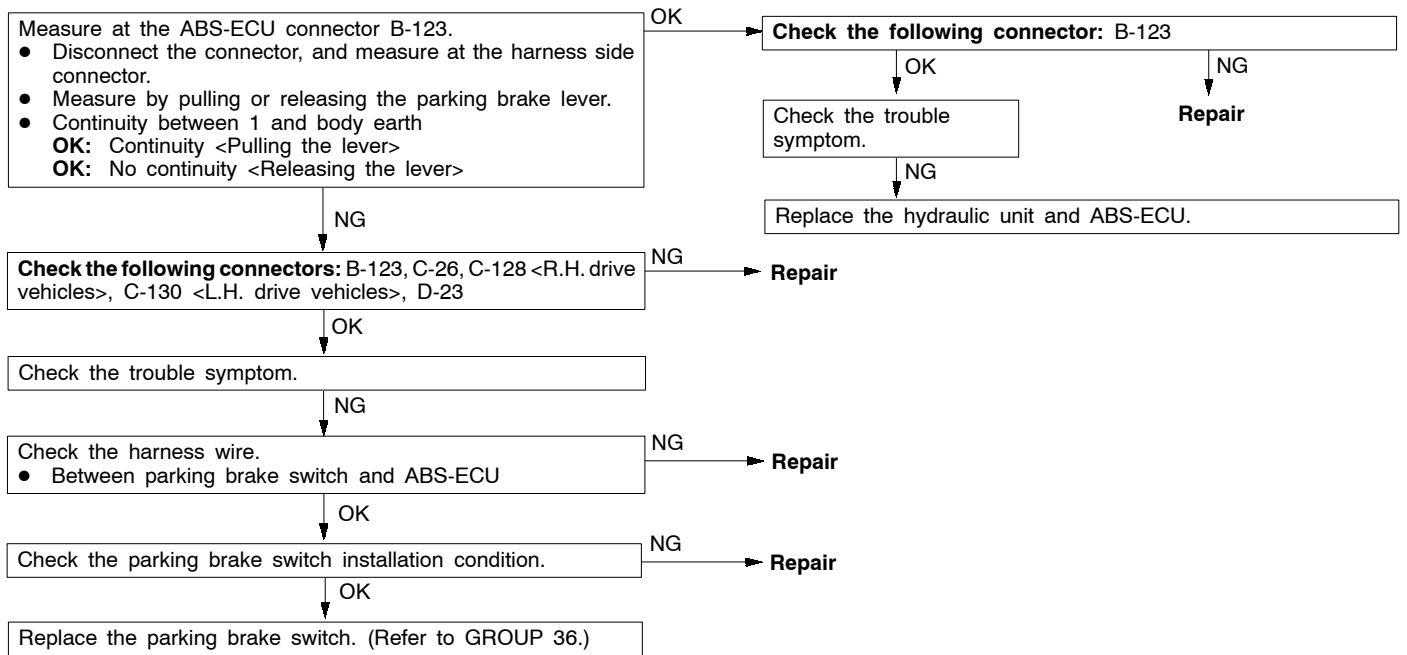 Measure at the ABS-ECU connector B-123.
● Disconnect the connector, and measure at the harness side
connector.
● Measure by pulling or releasing the parking brake lever.
● Continuity between 1 and body earth
OK: Continuity <Pulling the lever>
OK: No continuity <Releasing the lever>
OK
Check the following connector: B-123
OK
NG
Check the trouble
symptom.
Repair
NG
Replace the hydraulic unit and ABS-ECU.
NG
Check the following connectors: B-123, C-26, C-128 <R.H. drive
vehicles>, C-130 <L.H. drive vehicles>, D-23
NG
Repair
OK
Check the trouble symptom.
NG
Check the harness wire.
● Between parking brake switch and ABS-ECU
NG
Repair
OK
Check the parking brake switch installation condition.
NG
Repair
OK
Replace the parking brake switch. (Refer to GROUP 36.)